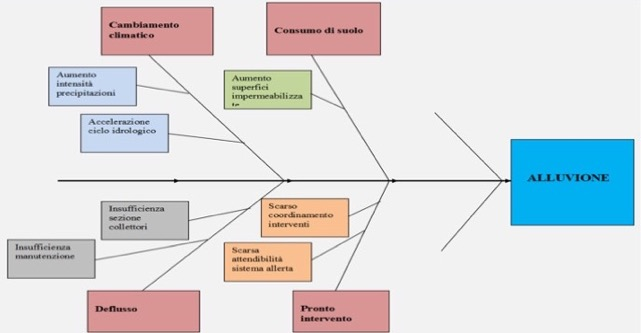 Cambiamento
climatico
Consumo di suolo
Aumento
intensità
precipitazioni
Aumento
superfici
impermeabilizza
te
Accelerazione
ciclo idrologico
ALLUVIONE
Insufficienza
sezione
collettori
Scarso
coordinamento
interventi
Insufficienza
manutenzione
Scarsa
attendibilità
sistema allerta
Deflusso
Pronto
intervento